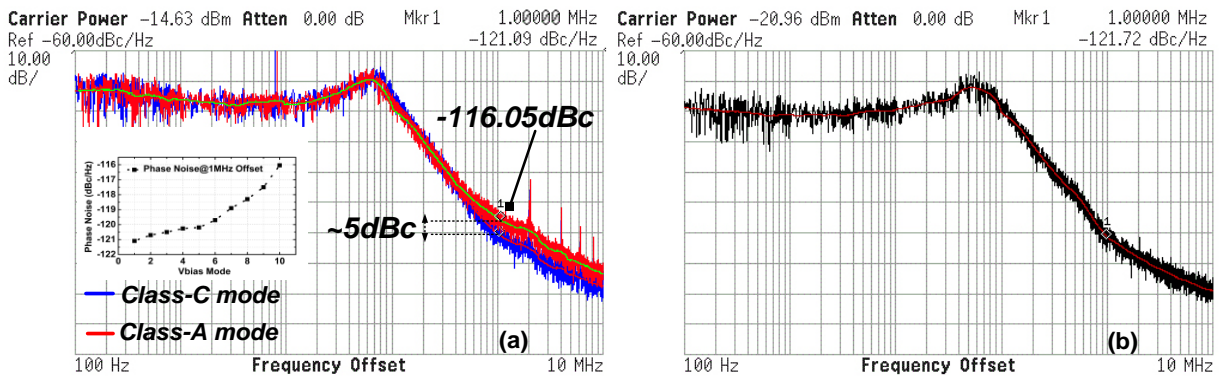 Carrier Power -14.63 dBm Atten 0.00 dB Mkr1 1.00000 MHz
Ref -60.00dBc/Hz -121.09 dBc/Hz
10.00
dB/
-116.05dBc
1
~5dBc
Phase Noise (dBc/Hz)
-116
-117
-118
-119
-120
-121
-122
Phase Noise@1MHz Offset
0 2 4 6 8 10
Vbias Mode
Class-C mode
Class-A mode
(a)
100 Hz Frequency Offset 10 MHz
Carrier Power -20.96 dBm Atten 0.00 dB Mkr1 1.00000 MHz
Ref -60.00dBc/Hz -121.72 dBc/Hz
10.00
dB/
1
(b)
100 Hz Frequency Offset 10 MHz